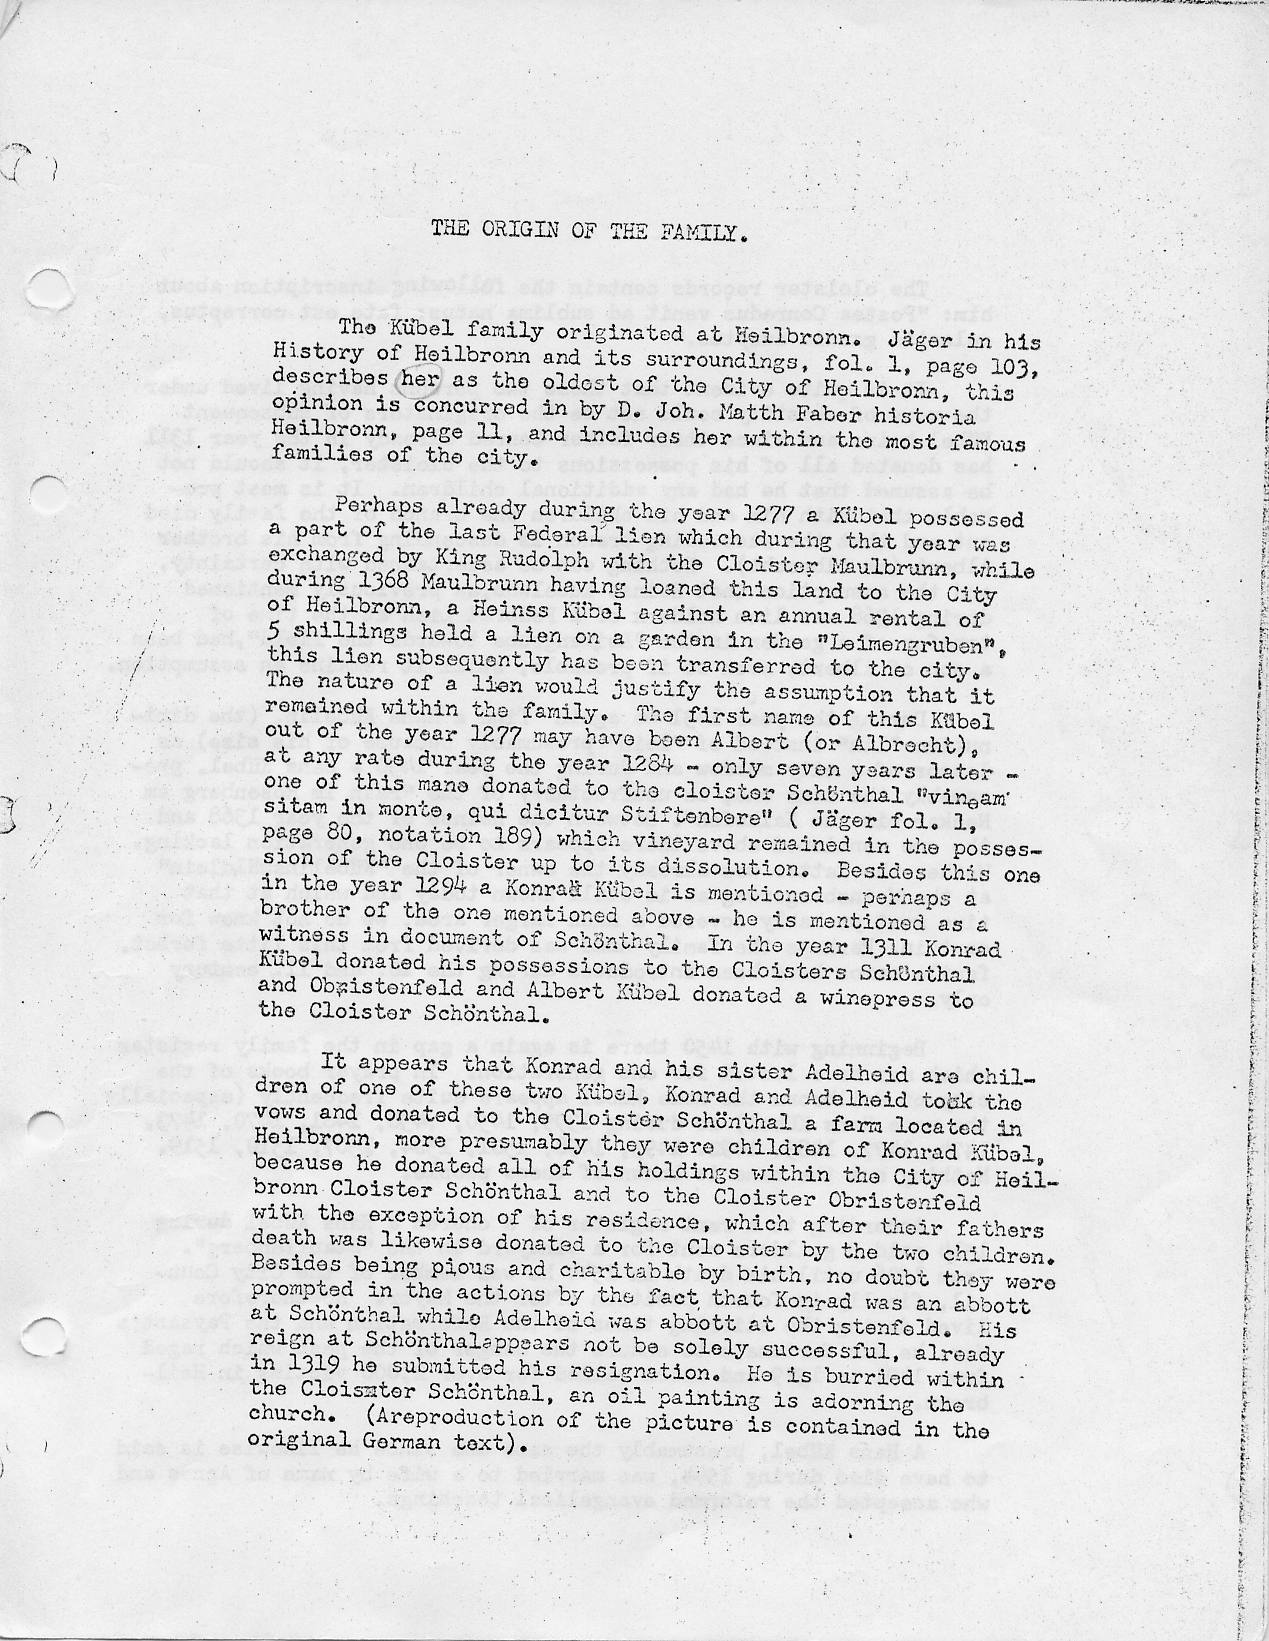 THE ORIGIN OF THE FAMILY.
The Kübel family originated at Heilbronn. Jäger in his
History of Heilbronn and its surroundings, fol. 1, page 103,
describes her as the oldest of the City of Heilbronn, this
opinion is concurred in by D. Joh. Matth Faber historia
Heilbronn, page 11, and includes her within the most famous
families of the city.
Perhaps already during the year 1277 a Kübel possessed
a part of the last Federal lien which during that year was
exchanged by King Rudolph with the Cloister Maulbrunn, while
during 1368 Maulbrunn having loaned this land to the City
of Heilbronn, a Heinss Kübel against an annual rental of
5 shillings held a lien on a garden in the "Leimengruben",
this lien subsequently has been transferred to the city.
The nature of a lien would justify the assumption that it
remained within the family. The first name of this Kübel
out of the year 1277 may have been Albert (or Albrecht),
at any rate during the year 1284 - only seven years later -
one of this mane donated to the cloister Schönthal "vineam
sitam in monte, qui dicitur Stiftenbere" ( Jäger fol. 1,
page 80, notation 189) which vineyard remained in the posses-
sion of the Cloister up to its dissolution. Besides this one
in the year 1294 a Konrad Kübel is mentioned - perhaps a
brother of the one mentioned above - he is mentioned as a
witness in document of Schönthal. In the year 1311 Konrad
Kübel donated his possessions to the Cloisters Schönthal
and Obristenfeld and Albert Kübel donated a winepress to
the Cloister Schönthal.
It appears that Konrad and his sister Adelheid are chil-
dren of one of these two Kübel, Konrad and Adelheid took the
vows and donated to the Cloister Schönthal a farm located in
Heilbronn, more presumably they were children of Konrad Kübel,
because he donated all of his holdings within the City of Heil-
bronn Cloister Schönthal and to the Cloister Obristenfeld
with the exception of his residence, which after their fathers
death was likewise donated to the Cloister by the two children.
Besides being pious and charitable by birth, no doubt they were
prompted in the actions by the fact that Konrad was an abbott
at Schönthal while Adelheid was abbott at Obristenfeld. His
reign at Schönthalappears not be solely successful, already
in 1319 he submitted his resignation. He is burried within
the Cloister Schönthal, an oil painting is adorning the
church. (Areproduction of the picture is contained in the
original German text).